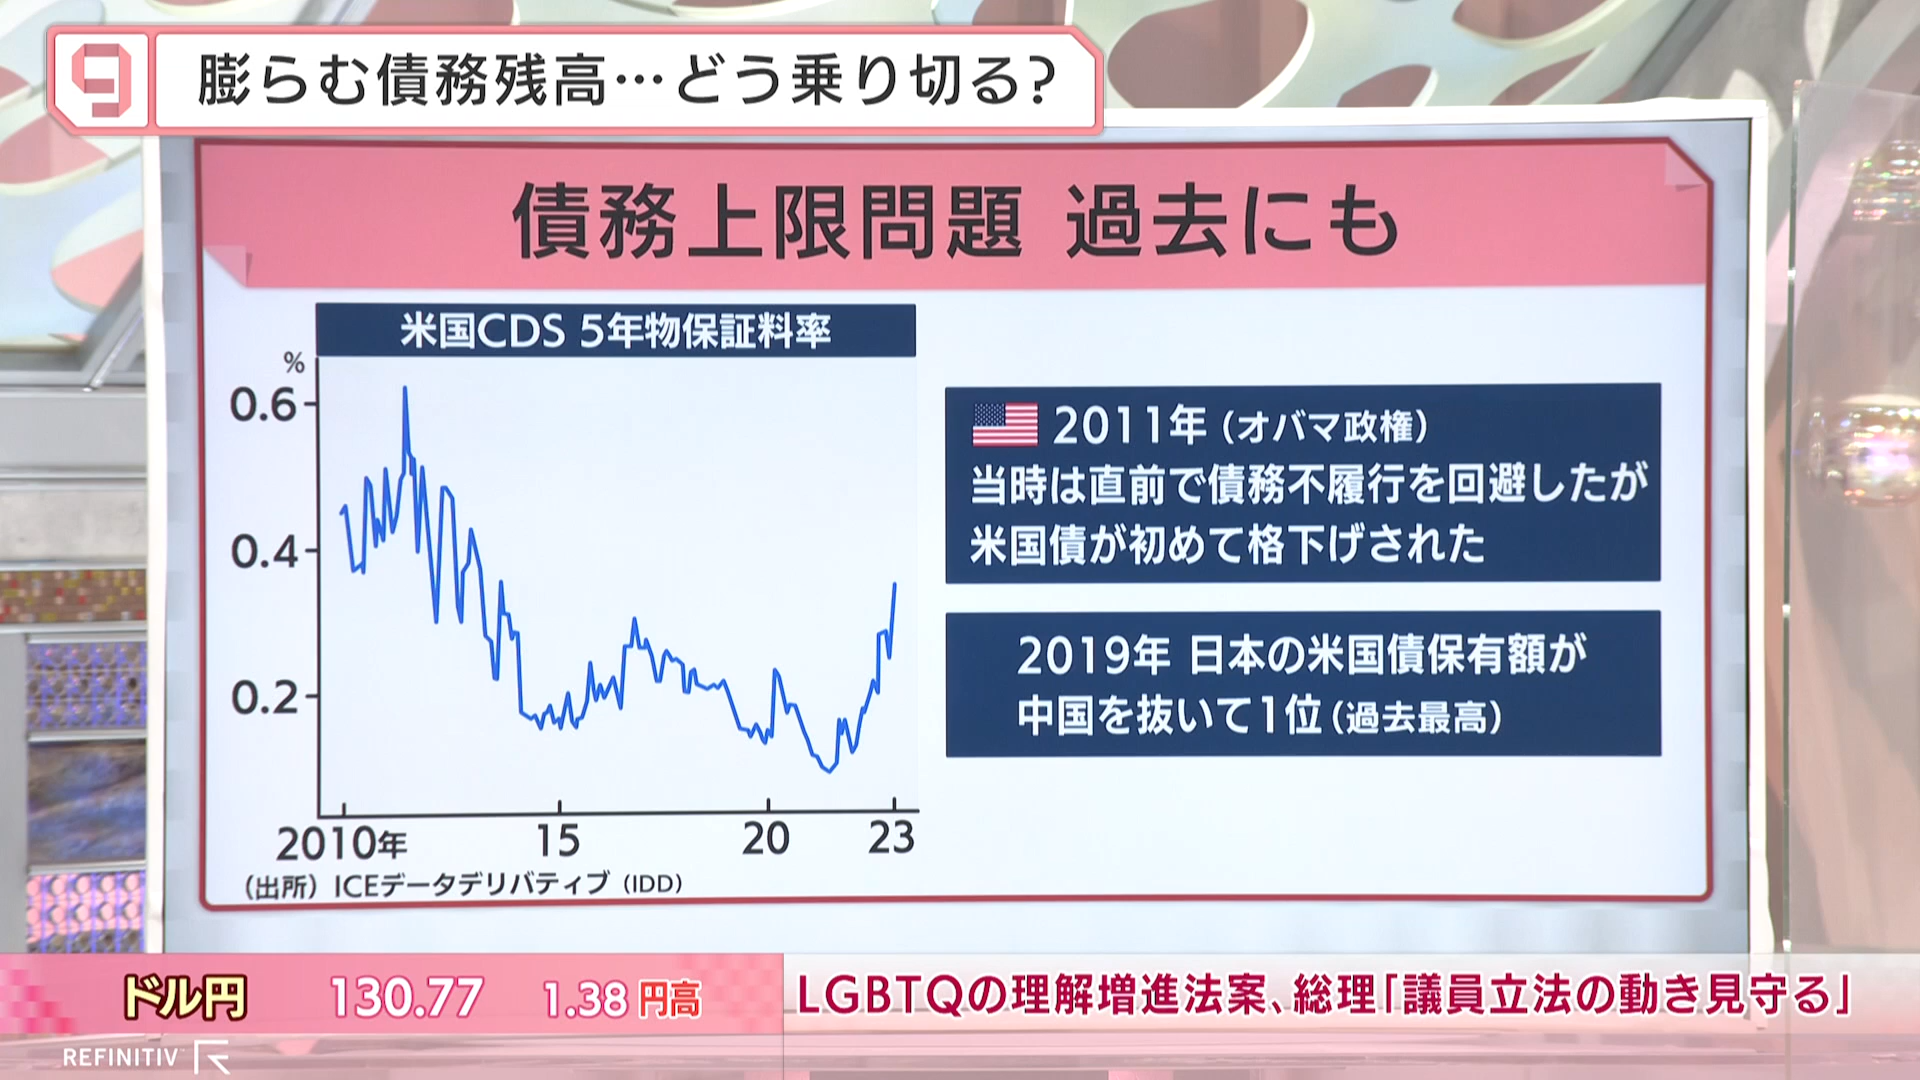 9
膨らむ債務残高…どう乗り切る?
債務上限問題 過去にも
米国CDS 5年物保証料率
%
0.6
0.4
0.2
2010年 15 20 23
(出所)ICEデータデリバティブ(IDD)
2011年(オバマ政権)
当時は直前で債務不履行を回避したが
米国債が初めて格下げされた
2019年 日本の米国債保有額が
中国を抜いて1位(過去最高)
ドル円 130.77 1.38円高
LGBTQの理解増進法案、総理「議員立法の動き見守る」
REFINITIV